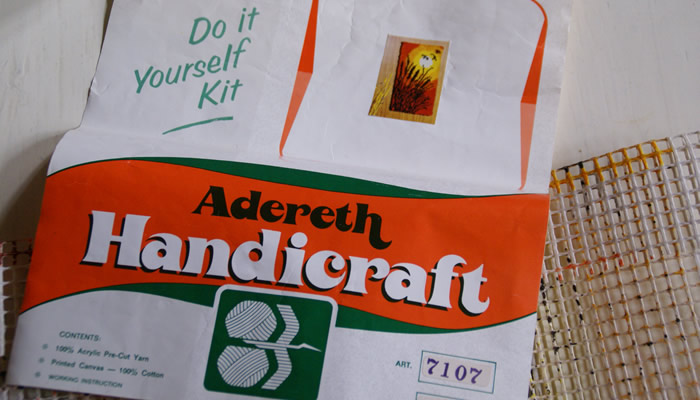 Do it
Yourself
Kit
Adereth
Handicraft
CONTENTS:
100% Acrylic Pre-Cut Yarn
Printed Canvas — 100% Cotton
WORKING INSTRUCTION
ART. 7107